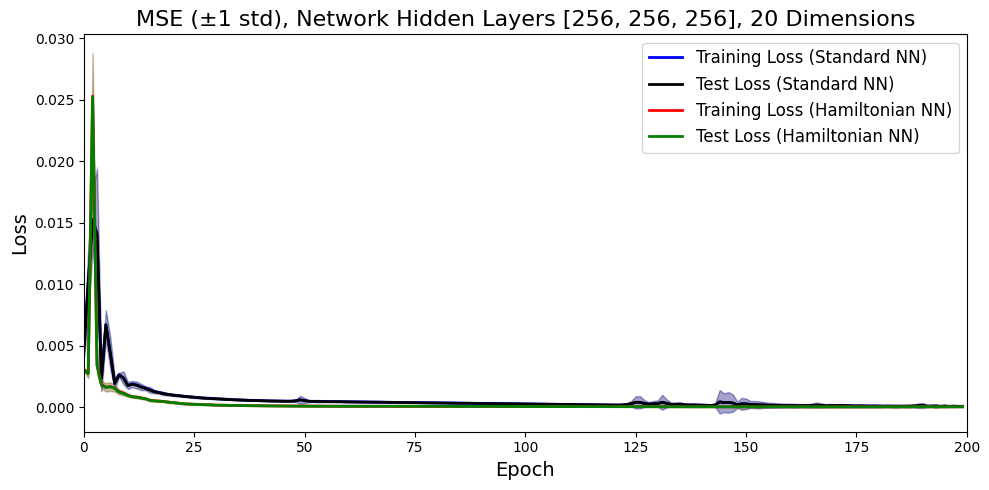 MSE (±1 std), Network Hidden Layers [256, 256, 256], 20 Dimensions
Training Loss (Standard NN)
Test Loss (Standard NN)
Training Loss (Hamiltonian NN)
Test Loss (Hamiltonian NN)
Loss
0.030
0.025
0.020
0.015
0.010
0.005
0.000
0 25 50 75 100 125 150 175 200
Epoch